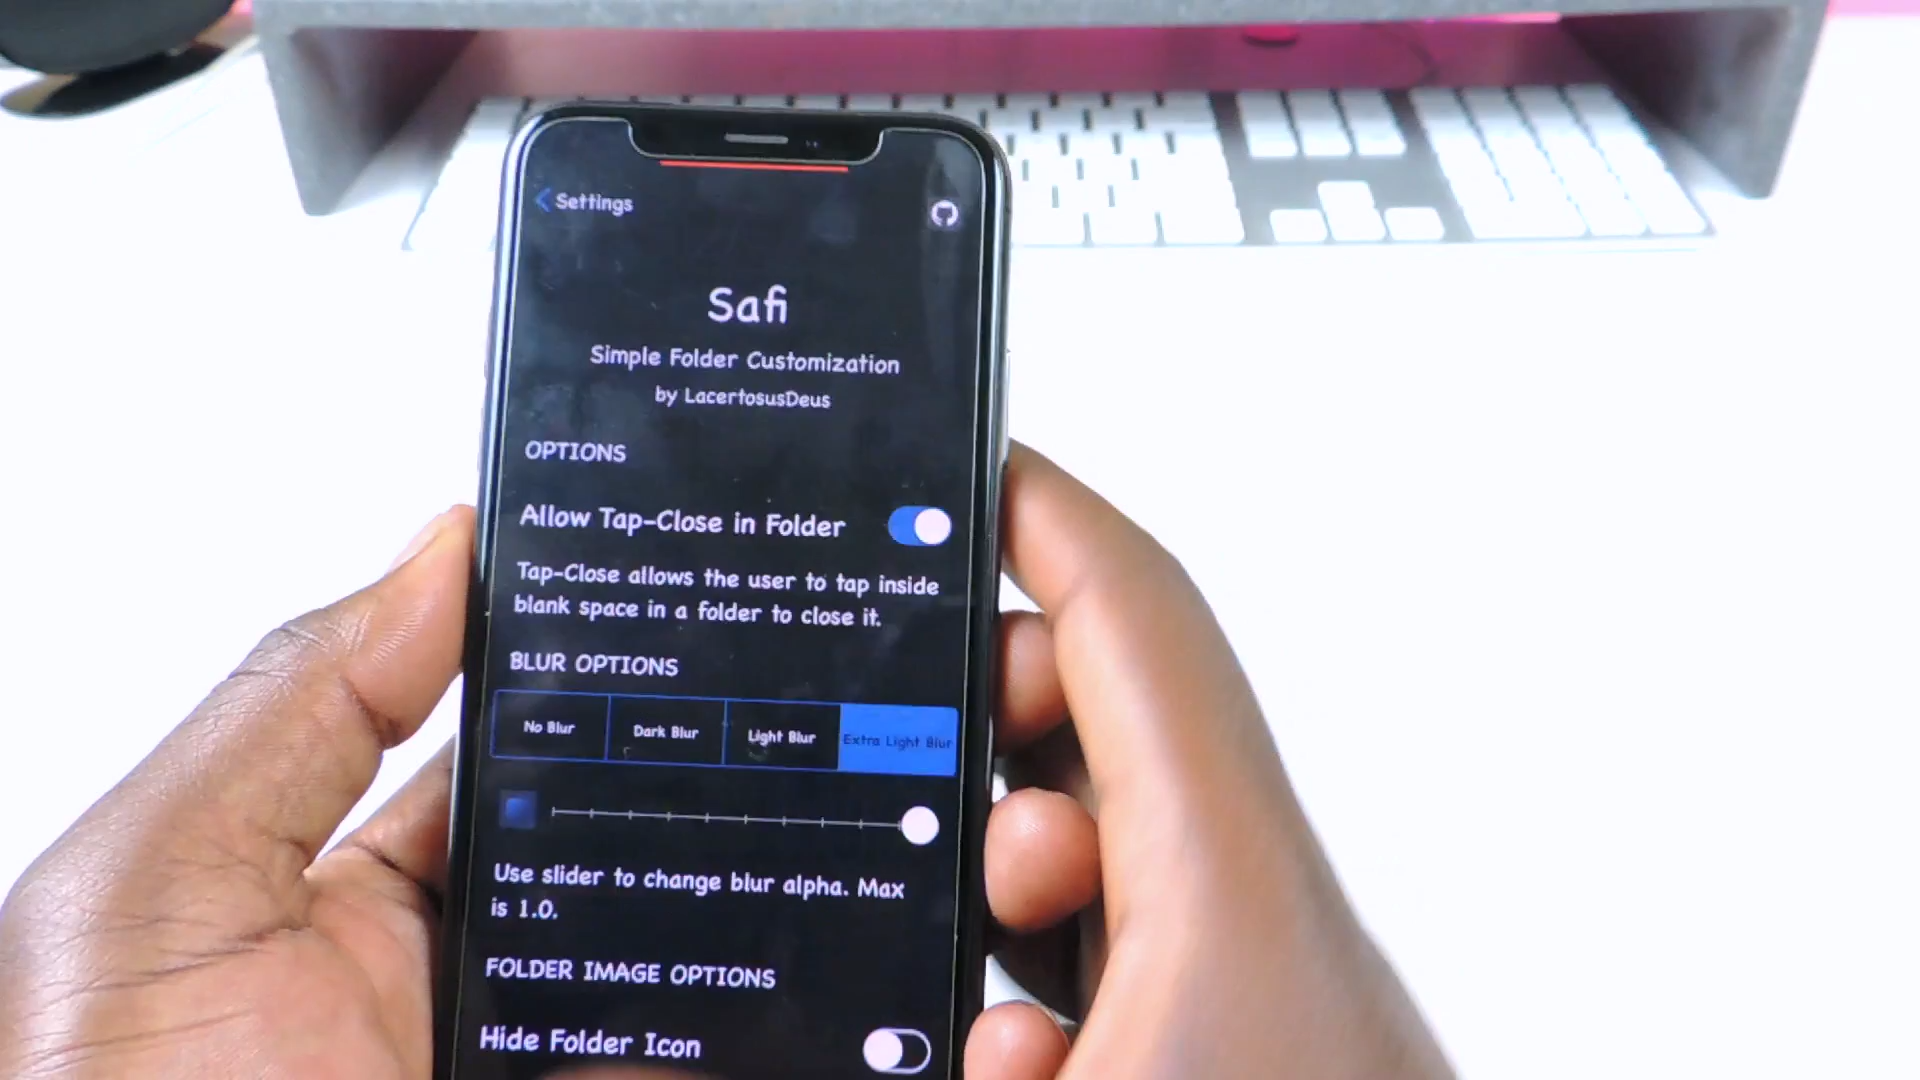 Settings
Safi
Simple Folder Customization
by LacertosusDeus
OPTIONS
Allow Tap-Close in Folder
Tap-Close allows the user to tap inside
blank space in a folder to close it.
BLUR OPTIONS
No Blur
Dark Blur
Light Blur
Extra Light Blur
Use slider to change blur alpha. Max
is 1.0.
FOLDER IMAGE OPTIONS
Hide Folder Icon